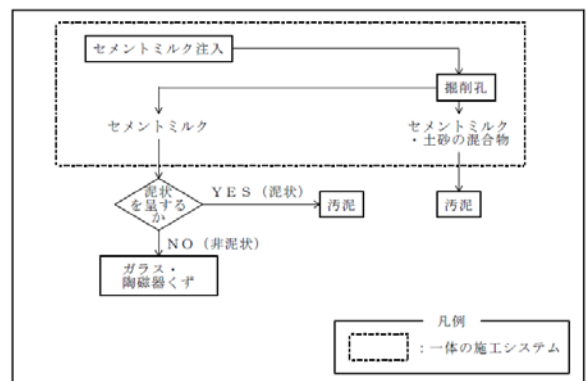 セメントミルク注入
掘削孔
セメントミルク
セメントミルク
・土砂の混合物
泥状
を呈する
か
YES(泥状)
汚泥
汚泥
NO(非泥状)
ガラス・
陶磁器くず
凡例
:一体の施工システム